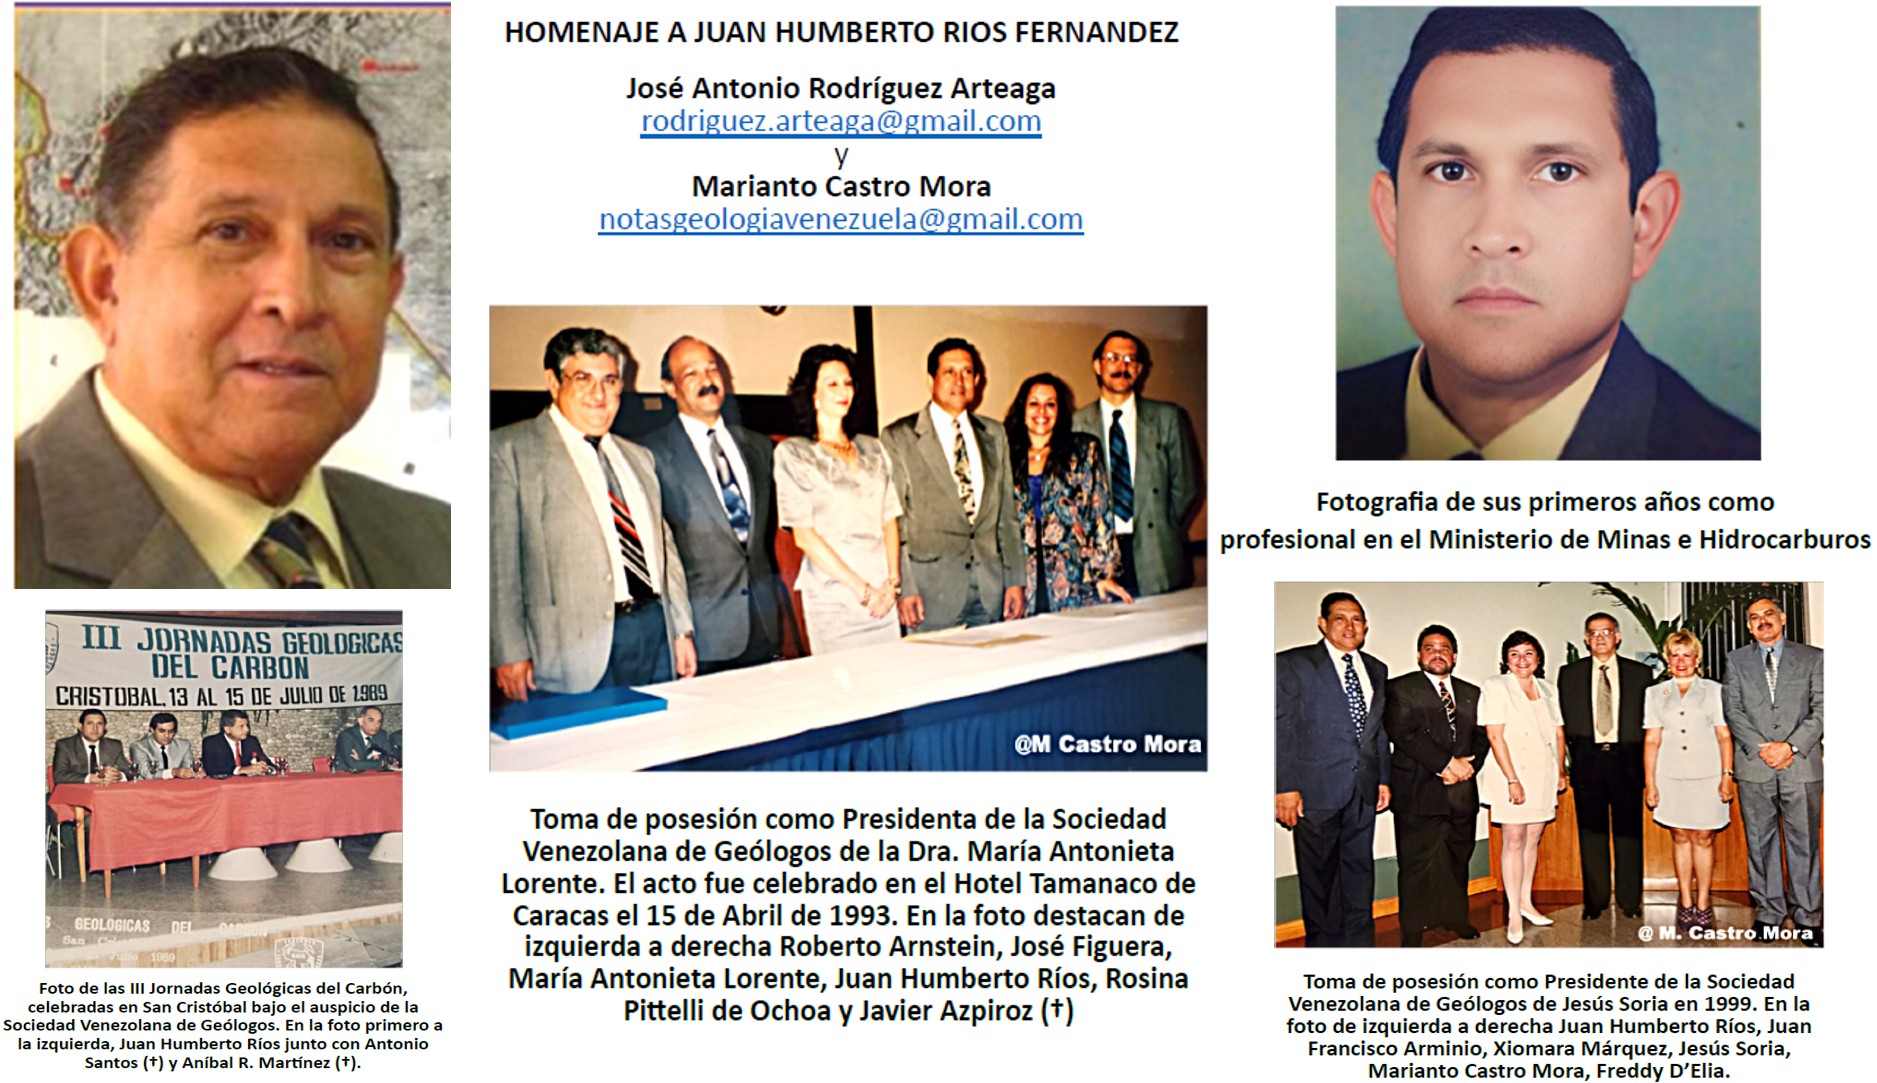 HOMENAJE A JUAN HUMBERTO RIOS FERNANDEZ
José Antonio Rodríguez Arteaga
rodriguez.arteaga@gmail.com
y
Marianto Castro Mora
notasgeologiavenezuela@gmail.com
@M Castro Mora
Toma de posesión como Presidenta de la Sociedad
Venezolana de Geólogos de la Dra. María Antonieta
Lorente. El acto fue celebrado en el Hotel Tamanaco de
Caracas el 15 de Abril de 1993. En la foto destacan de
izquierda a derecha Roberto Arnstein, José Figuera,
María Antonieta Lorente, Juan Humberto Ríos, Rosina
Pittelli de Ochoa y Javier Azpiroz (†)
III JORNADAS GEOLOGICAS
DEL CARBON
CRISTOBAL, 13 AL 15 DE JULIO DE 1.989
GEOLOGICAS DEL CARBON
San
Julio 1989
Foto de las III Jornadas Geológicas del Carbón,
celebradas en San Cristóbal bajo el auspicio de la
Sociedad Venezolana de Geólogos. En la foto primero a
la izquierda, Juan Humberto Ríos junto con Antonio
Santos (†) y Aníbal R. Martínez (†).
Fotografia de sus primeros años como
profesional en el Ministerio de Minas e Hidrocarburos
@ M. Castro Mora
Toma de posesión como Presidente de la Sociedad
Venezolana de Geólogos de Jesús Soria en 1999. En la
foto de izquierda a derecha Juan Humberto Ríos, Juan
Francisco Arminio, Xiomara Márquez, Jesús Soria,
Marianto Castro Mora, Freddy D’Elia.